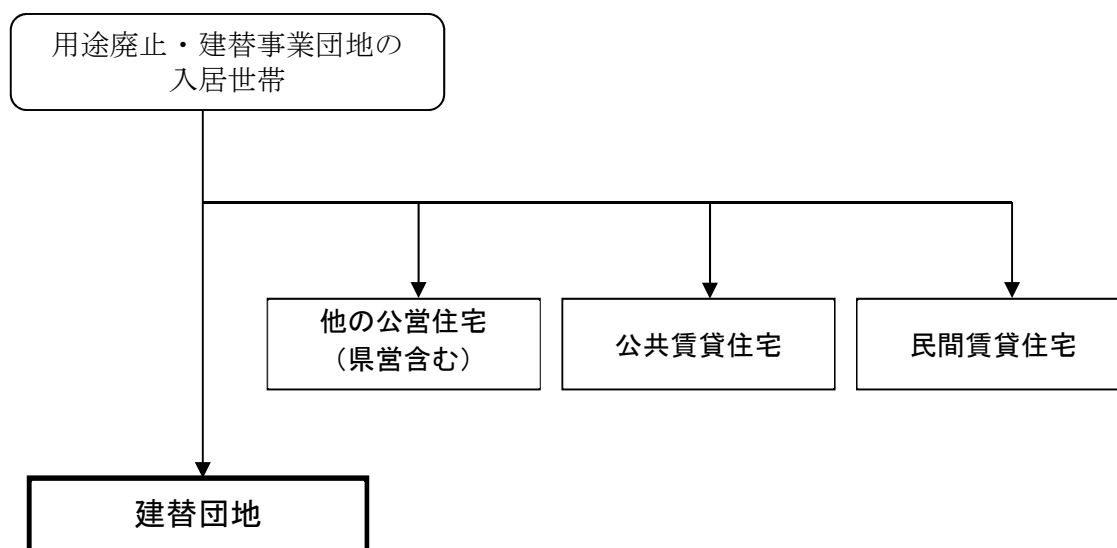 用途廃止・建替事業団地の
入居世帯
他の公営住宅
（県営含む）
公共賃貸住宅
民間賃貸住宅
建替団地